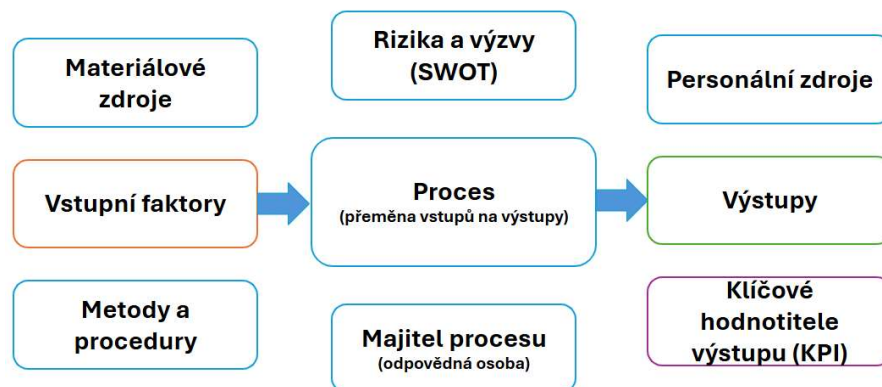 Materiálové
zdroje
Rizika a výzvy
(SWOT)
Personální zdroje
Vstupní faktory
Proces
(přeměna vstupů na výstupy)
Výstupy
Metody a
procedury
Majitel procesu
(odpovědná osoba)
Klíčové
hodnotitele
výstupu (KPI)